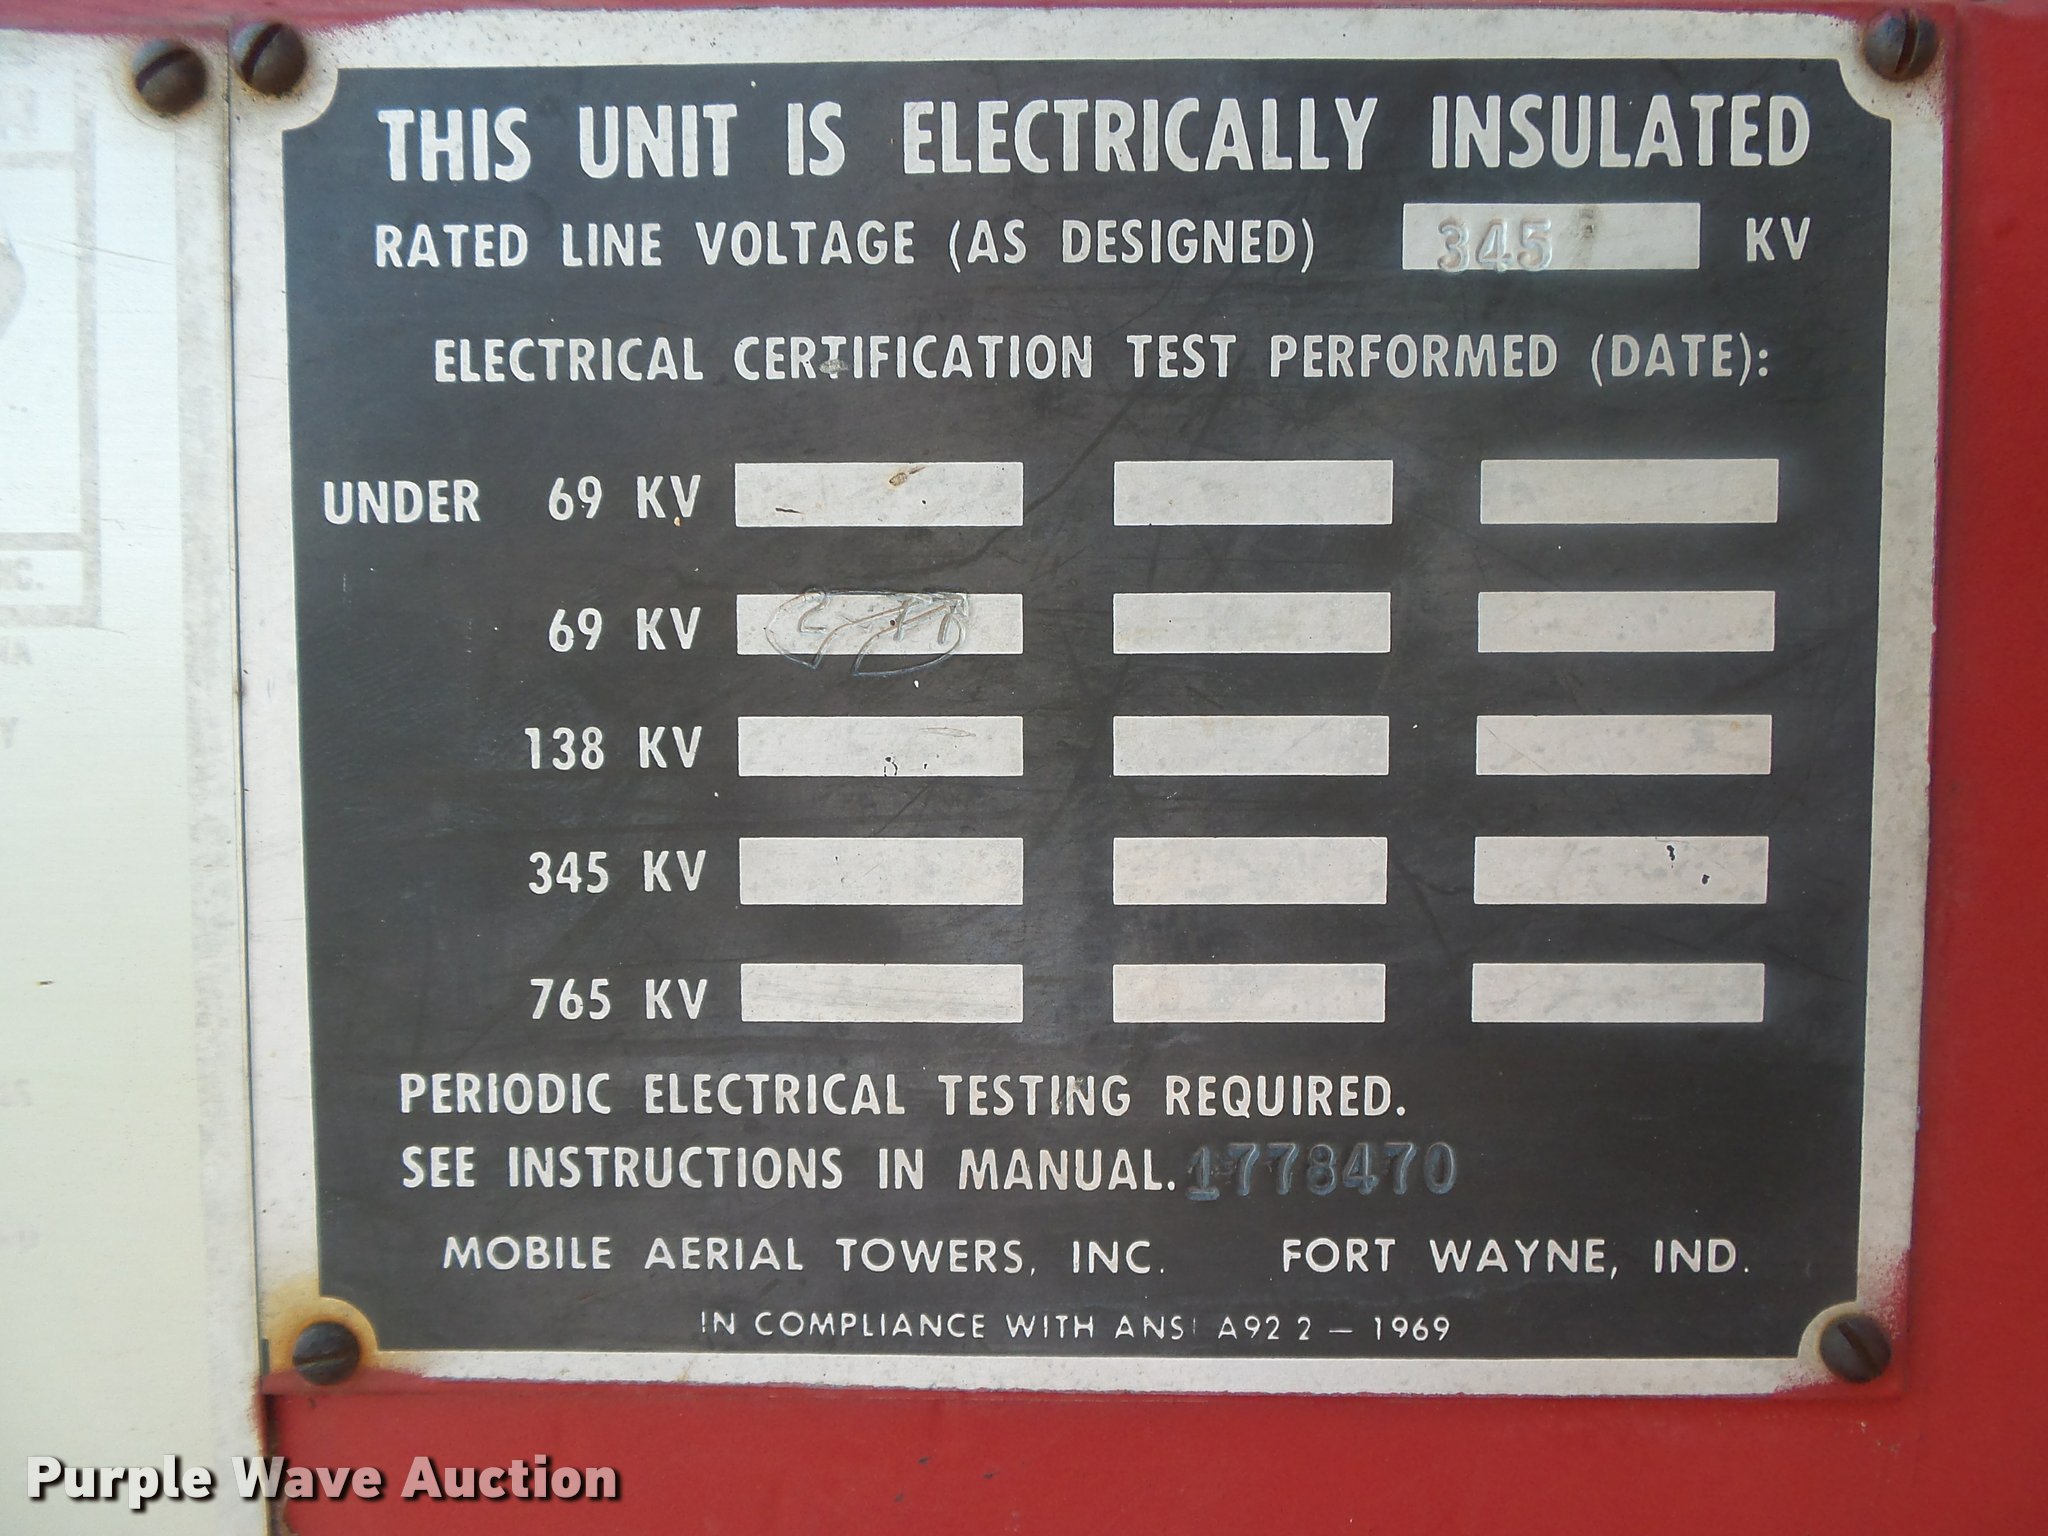 THIS UNIT IS ELECTRICALLY INSULATED
RATED LINE VOLTAGE (AS DESIGNED) 345 KV
ELECTRICAL CERTIFICATION TEST PERFORMED (DATE):
UNDER 69 KV
69 KV
138 KV
345 KV
765 KV
PERIODIC ELECTRICAL TESTING REQUIRED.
SEE INSTRUCTIONS IN MANUAL. 1778470
MOBILE AERIAL TOWERS, INC. FORT WAYNE, IND.
IN COMPLIANCE WITH ANSI A92 2 — 1969
Purple Wave Auction